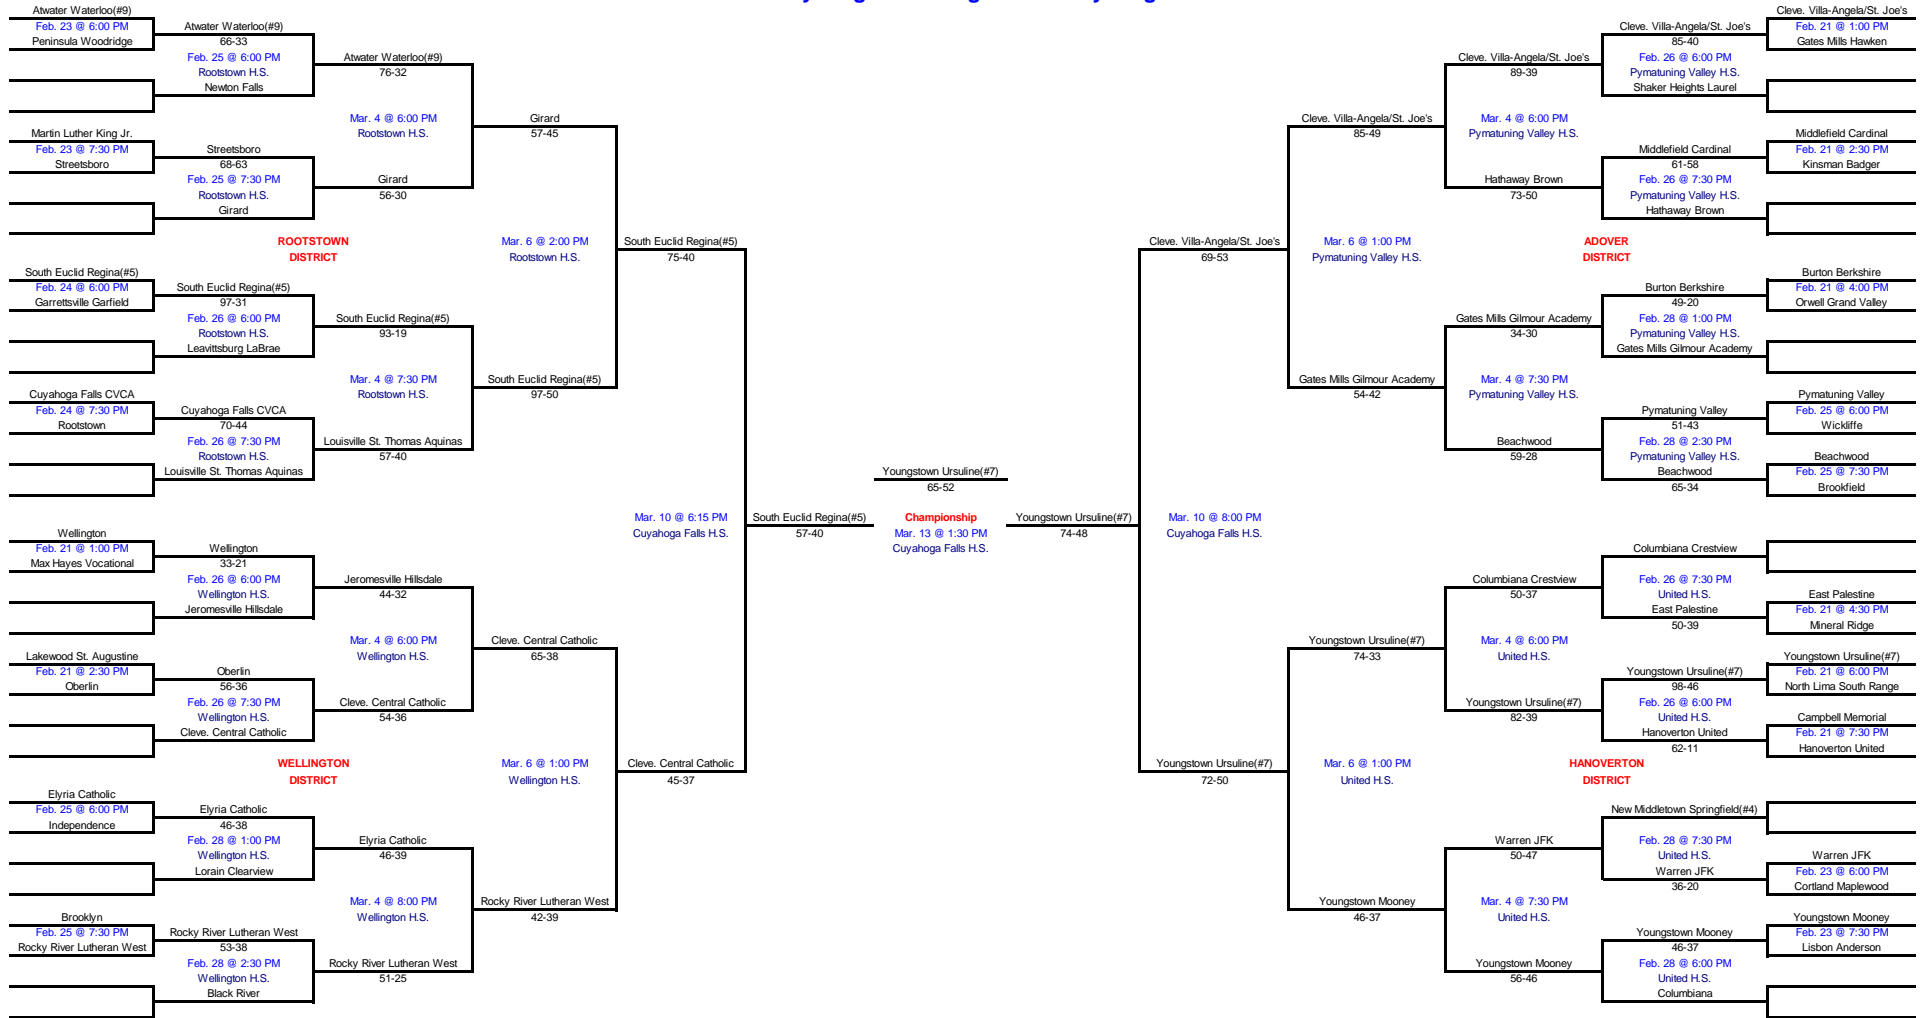 Atwater Waterloo(#9)
Feb. 23 @ 6:00 PM
Peninsula Woodridge
Martin Luther King Jr.
Feb. 23 @ 7:30 PM
Streetsboro
South Euclid Regina(#5)
Feb. 24 @ 6:00 PM
Garrettsville Garfield
Cuyahoga Falls CVCA
Feb. 24 @ 7:30 PM
Rootstown
Wellington
Feb. 21 @ 1:00 PM
Max Hayes Vocational
Lakewood St. Augustine
Feb. 21 @ 2:30 PM
Oberlin
Elyria Catholic
Feb. 25 @ 6:00 PM
Independence
Brooklyn
Feb. 25 @ 7:30 PM
Rocky River Lutheran West
Atwater Waterloo(#9)
66-33
Feb. 25 @ 6:00 PM
Rootstown H.S.
Newton Falls
Streetsboro
68-63
Feb. 25 @ 7:30 PM
Rootstown H.S.
Girard
South Euclid Regina(#5)
97-31
Feb. 26 @ 6:00 PM
Rootstown H.S.
Leavittsburg LaBrae
Cuyahoga Falls CVCA
70-44
Feb. 26 @ 7:30 PM
Rootstown H.S.
Louisville St. Thomas Aquinas
Wellington
33-21
Feb. 26 @ 6:00 PM
Wellington H.S.
Jeromesville Hillsdale
Oberlin
56-36
Feb. 26 @ 7:30 PM
Wellington H.S.
Cleve. Central Catholic
Elyria Catholic
46-38
Feb. 28 @ 1:00 PM
Wellington H.S.
Lorain Clearview
Rocky River Lutheran West
53-38
Feb. 28 @ 2:30 PM
Wellington H.S.
Black River
Atwater Waterloo(#9)
76-32
Mar. 4 @ 6:00 PM
Rootstown H.S.
Girard
56-30
ROOTSTOWN
DISTRICT
South Euclid Regina(#5)
93-19
Mar. 4 @ 7:30 PM
Rootstown H.S.
Louisville St. Thomas Aquinas
57-40
Jeromesville Hillsdale
44-32
Mar. 4 @ 6:00 PM
Wellington H.S.
Cleve. Central Catholic
54-36
WELLINGTON
DISTRICT
Elyria Catholic
46-39
Mar. 4 @ 8:00 PM
Wellington H.S.
Rocky River Lutheran West
51-25
Girard
57-45
Mar. 6 @ 2:00 PM
Rootstown H.S.
South Euclid Regina(#5)
97-50
Cleve. Central Catholic
65-38
Mar. 6 @ 1:00 PM
Wellington H.S.
Rocky River Lutheran West
42-39
South Euclid Regina(#5)
75-40
Mar. 10 @ 6:15 PM
Cuyahoga Falls H.S.
Cleve. Central Catholic
45-37
South Euclid Regina(#5)
57-40
Youngstown Ursuline(#7)
65-52
Championship
Mar. 13 @ 1:30 PM
Cuyahoga Falls H.S.
Youngstown Ursuline(#7)
74-48
Cleve. Villa-Angela/St. Joe's
69-53
Mar. 10 @ 8:00 PM
Cuyahoga Falls H.S.
Youngstown Ursuline(#7)
72-50
Cleve. Villa-Angela/St. Joe's
85-49
Mar. 6 @ 1:00 PM
Pymatuning Valley H.S.
Gates Mills Gilmour Academy
54-42
Youngstown Ursuline(#7)
74-33
Mar. 6 @ 1:00 PM
United H.S.
Youngstown Mooney
46-37
Cleve. Villa-Angela/St. Joe's
89-39
Mar. 4 @ 6:00 PM
Pymatuning Valley H.S.
Hathaway Brown
73-50
Gates Mills Gilmour Academy
34-30
Mar. 4 @ 7:30 PM
Pymatuning Valley H.S.
Beachwood
59-28
Columbiana Crestview
50-37
Mar. 4 @ 6:00 PM
United H.S.
Youngstown Ursuline(#7)
82-39
Warren JFK
50-47
Mar. 4 @ 7:30 PM
United H.S.
Youngstown Mooney
56-46
Cleve. Villa-Angela/St. Joe's
85-40
Feb. 26 @ 6:00 PM
Pymatuning Valley H.S.
Shaker Heights Laurel
Middlefield Cardinal
61-58
Feb. 26 @ 7:30 PM
Pymatuning Valley H.S.
Hathaway Brown
ADOVER
DISTRICT
Burton Berkshire
49-20
Feb. 28 @ 1:00 PM
Pymatuning Valley H.S.
Gates Mills Gilmour Academy
Pymatuning Valley
51-43
Feb. 28 @ 2:30 PM
Pymatuning Valley H.S.
Beachwood
65-34
Columbiana Crestview
Feb. 26 @ 7:30 PM
United H.S.
East Palestine
50-39
Youngstown Ursuline(#7)
98-46
Feb. 26 @ 6:00 PM
United H.S.
Hanoverton United
62-11
HANOVERTON
DISTRICT
New Middletown Springfield(#4)
Feb. 28 @ 7:30 PM
United H.S.
Warren JFK
36-20
Youngstown Mooney
46-37
Feb. 28 @ 6:00 PM
United H.S.
Columbiana
Cleve. Villa-Angela/St. Joe's
Feb. 21 @ 1:00 PM
Gates Mills Hawken
Middlefield Cardinal
Feb. 21 @ 2:30 PM
Kinsman Badger
Burton Berkshire
Feb. 21 @ 4:00 PM
Orwell Grand Valley
Pymatuning Valley
Feb. 25 @ 6:00 PM
Wickliffe
Beachwood
Feb. 25 @ 7:30 PM
Brookfield
East Palestine
Feb. 21 @ 4:30 PM
Mineral Ridge
Youngstown Ursuline(#7)
Feb. 21 @ 6:00 PM
North Lima South Range
Campbell Memorial
Feb. 21 @ 7:30 PM
Hanoverton United
Warren JFK
Feb. 23 @ 6:00 PM
Cortland Maplewood
Youngstown Mooney
Feb. 23 @ 7:30 PM
Lisbon Anderson